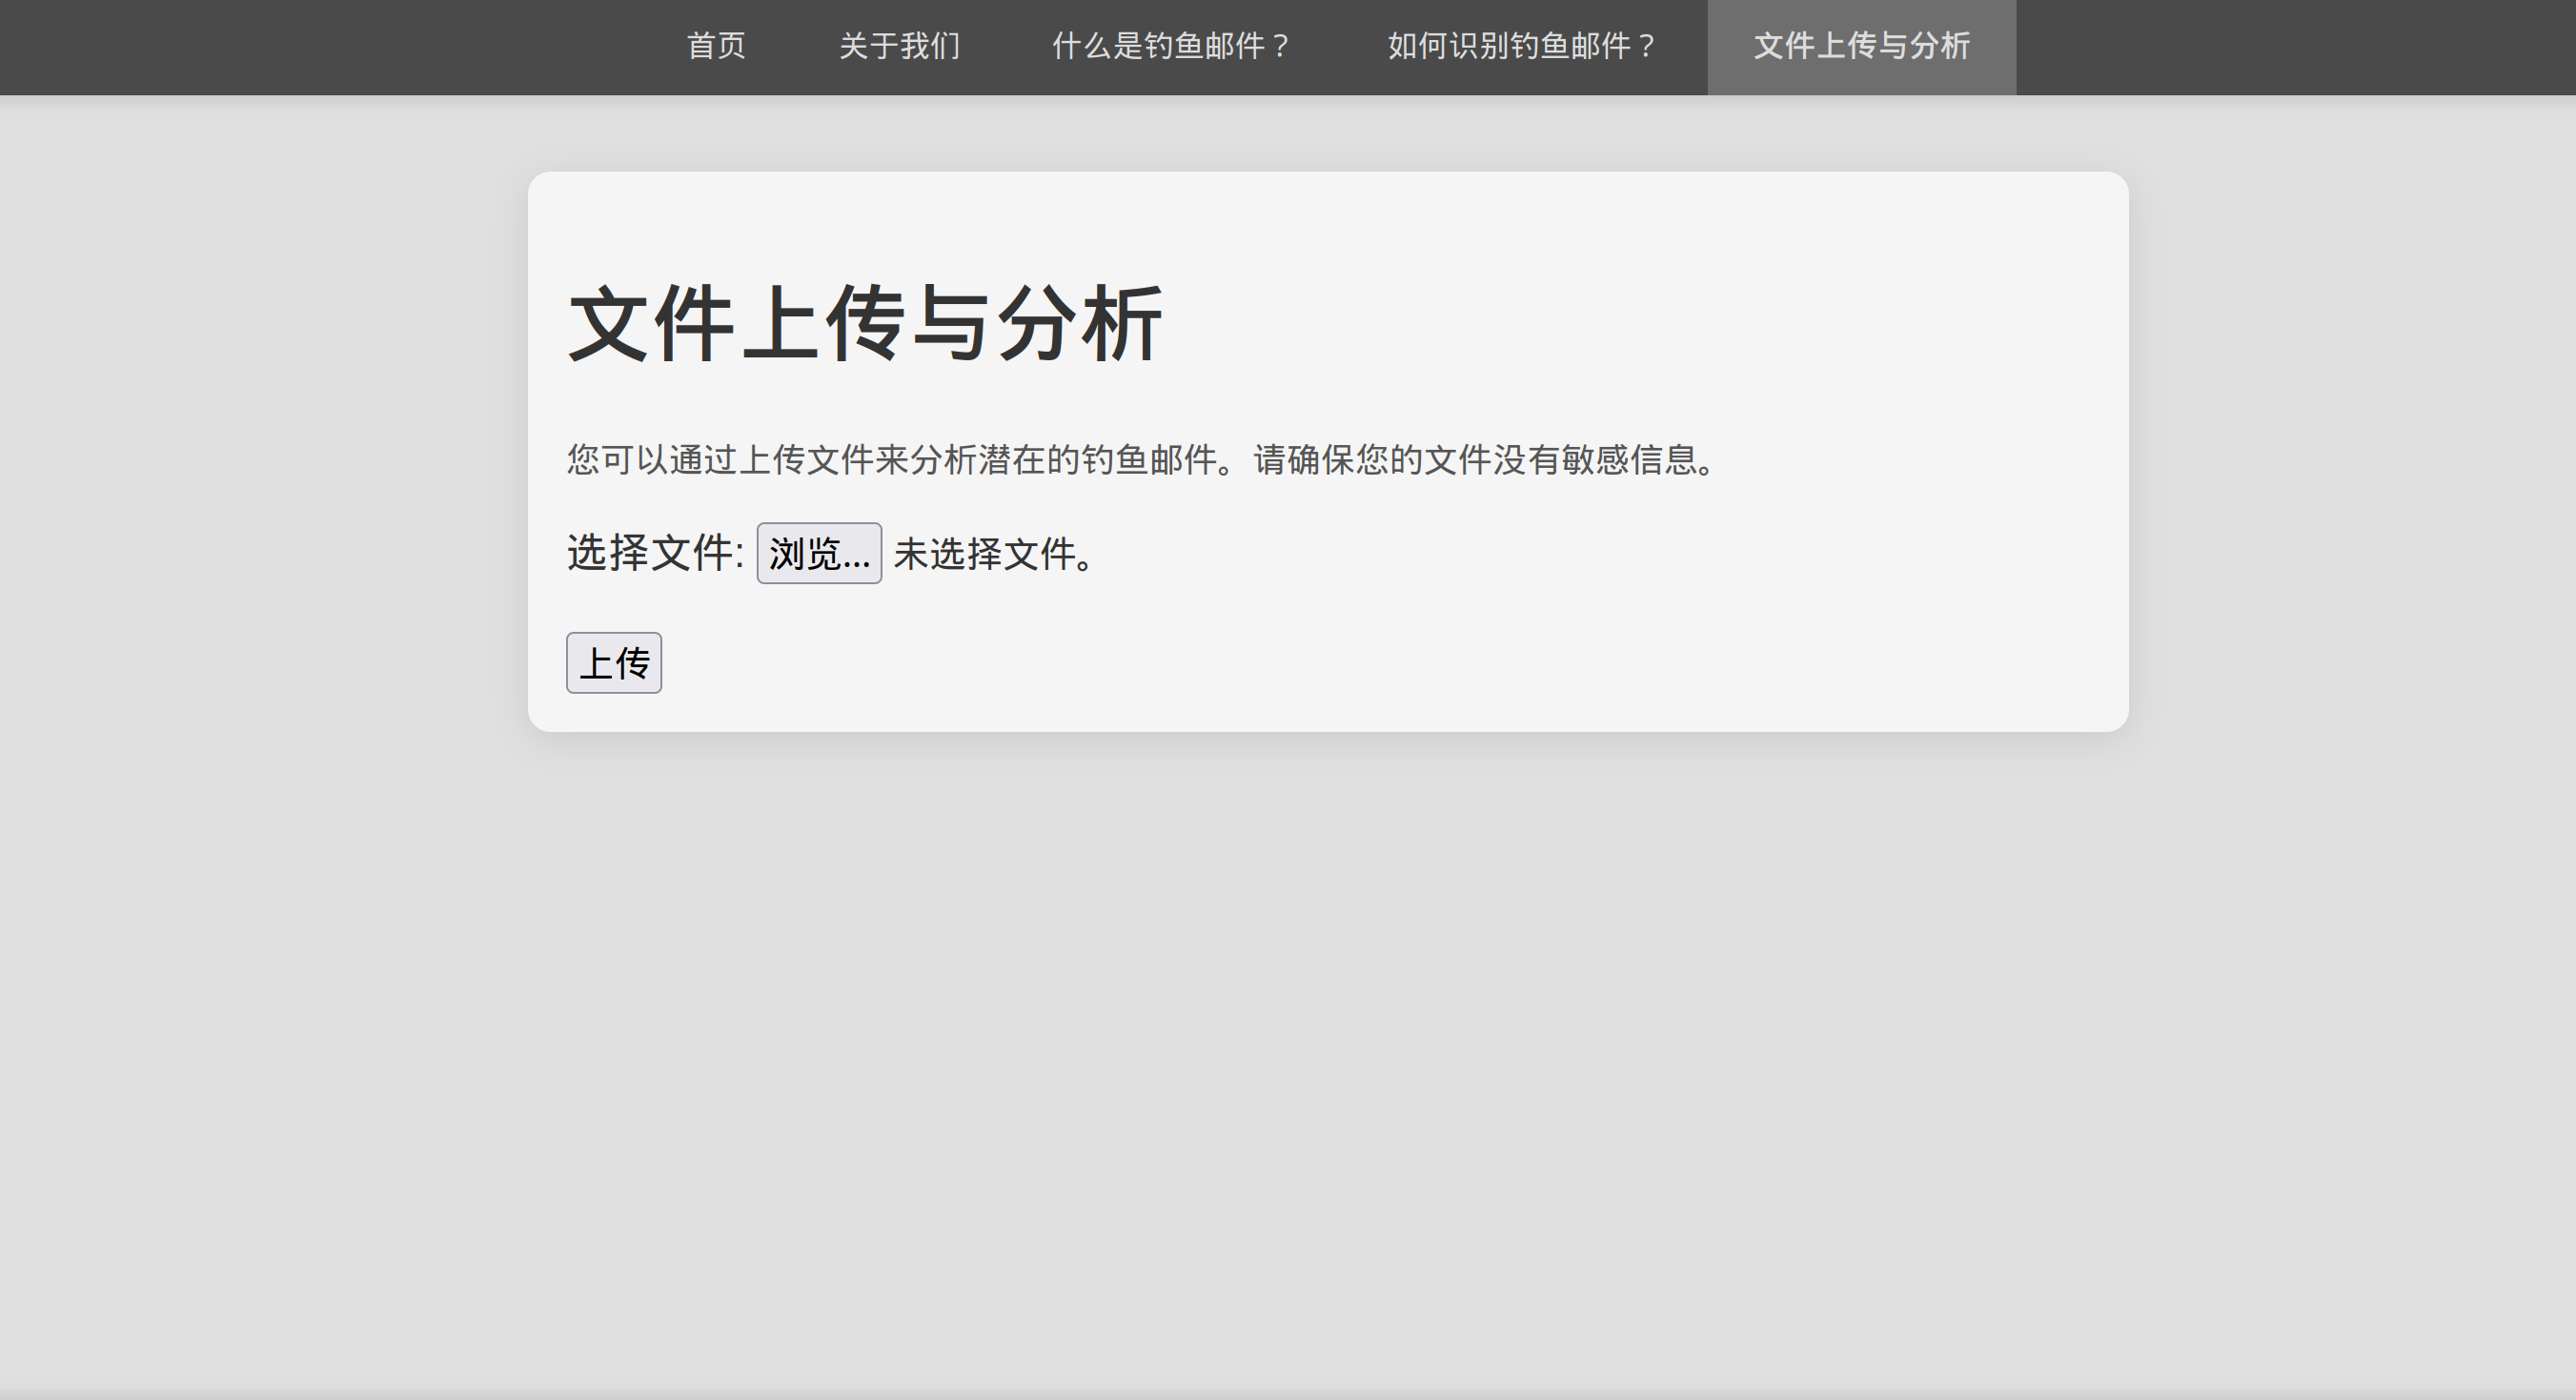 首页 关于我们 什么是钓鱼邮件？ 如何识别钓鱼邮件？ 文件上传与分析
文件上传与分析
您可以通过上传文件来分析潜在的钓鱼邮件。请确保您的文件没有敏感信息。
选择文件: 浏览... 未选择文件。
上传